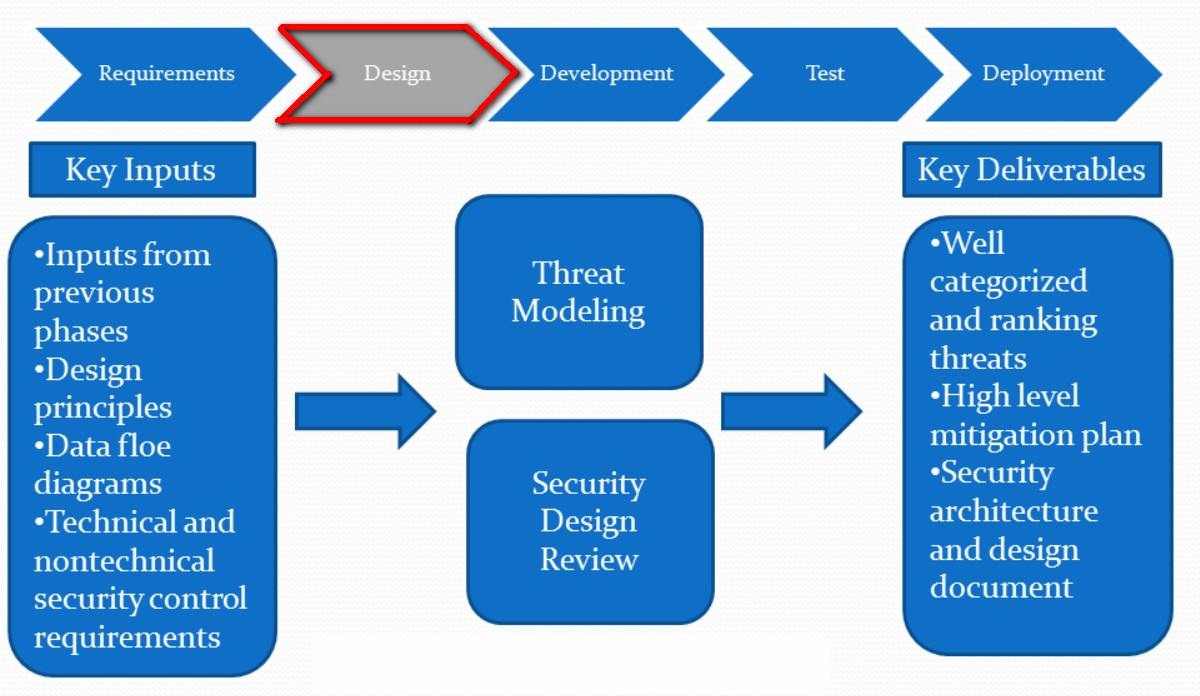 Requirements
Design
Development
Test
Deployment
Key Inputs
Key Deliverables
•Inputs from
previous
phases
•Design
principles
•Data floe
diagrams
•Technical and
nontechnical
security control
requirements
Threat
Modeling
Security
Design
Review
•Well
categorized
and ranking
threats
•High level
mitigation plan
•Security
architecture
and design
document